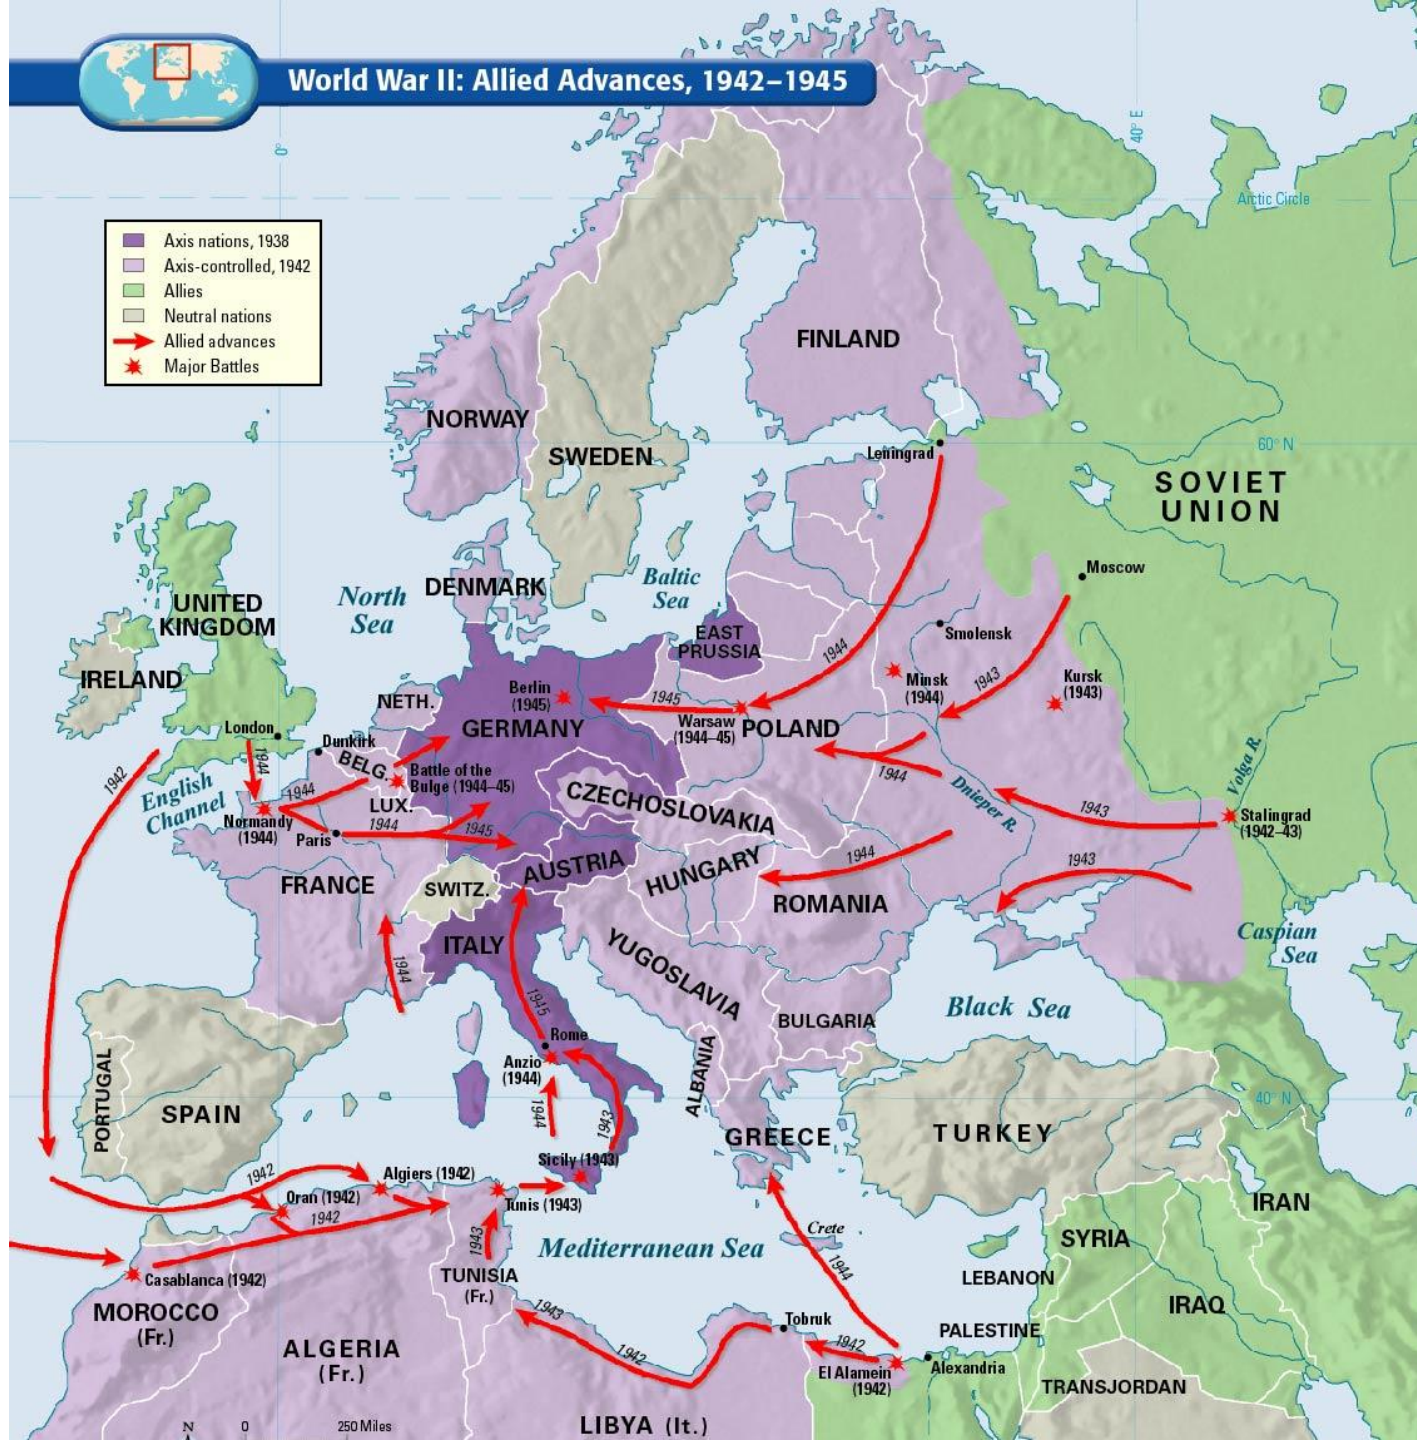 World War II: Allied Advances, 1942–1945
0°
40° E
Arctic Circle
Axis nations, 1938
Axis-controlled, 1942
Allies
Neutral nations
Allied advances
Major Battles
FINLAND
NORWAY
SWEDEN
Leningrad
60° N
SOVIET
UNION
Moscow
DENMARK
Baltic
Sea
North
Sea
UNITED
KINGDOM
IRELAND
EAST
PRUSSIA
Smolensk
1944
Minsk
(1944)
1943
Kursk
(1943)
NETH.
Berlin
(1945)
1945
Warsaw
(1944–45)
POLAND
GERMANY
London
Dunkirk
1944
BELG.
Battle of the
Bulge (1944–45)
1942
English
Channel
1944
LUX.
Normandy
(1944)
Paris
1944
1945
CZECHOSLOVAKIA
1944
Dnieper R.
1943
Volga R.
Stalingrad
(1942–43)
FRANCE
SWITZ.
AUSTRIA
HUNGARY
1944
1943
ROMANIA
ITALY
YUGOSLAVIA
1944
1945
Caspian
Sea
Black Sea
BULGARIA
Rome
Anzio
(1944)
ALBANIA
PORTUGAL
SPAIN
1944
1943
40° N
GREECE
TURKEY
Sicily (1943)
1942
Algiers (1942)
Oran (1942)
1942
Tunis (1943)
1943
IRAN
Crete
SYRIA
Mediterranean Sea
1944
LEBANON
Casablanca (1942)
TUNISIA
(Fr.)
IRAQ
MOROCCO
(Fr.)
1943
Tobruk
PALESTINE
ALGERIA
(Fr.)
1942
1942
El Alamein
(1942)
Alexandria
TRANSJORDAN
N
0
250 Miles
LIBYA (It.)